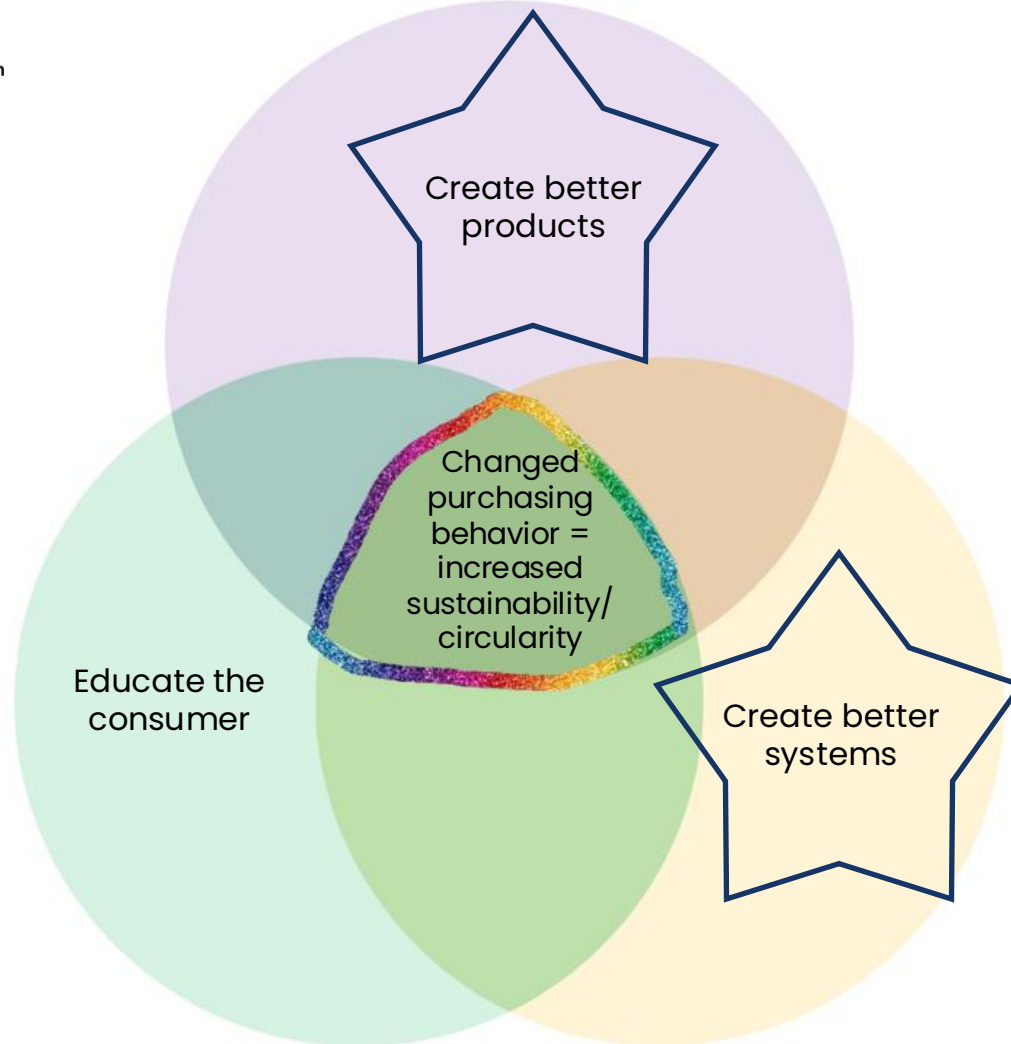 n
Create better
products
Changed
purchasing
behavior =
increased
sustainability/
circularity
Educate the
consumer
Create better
systems